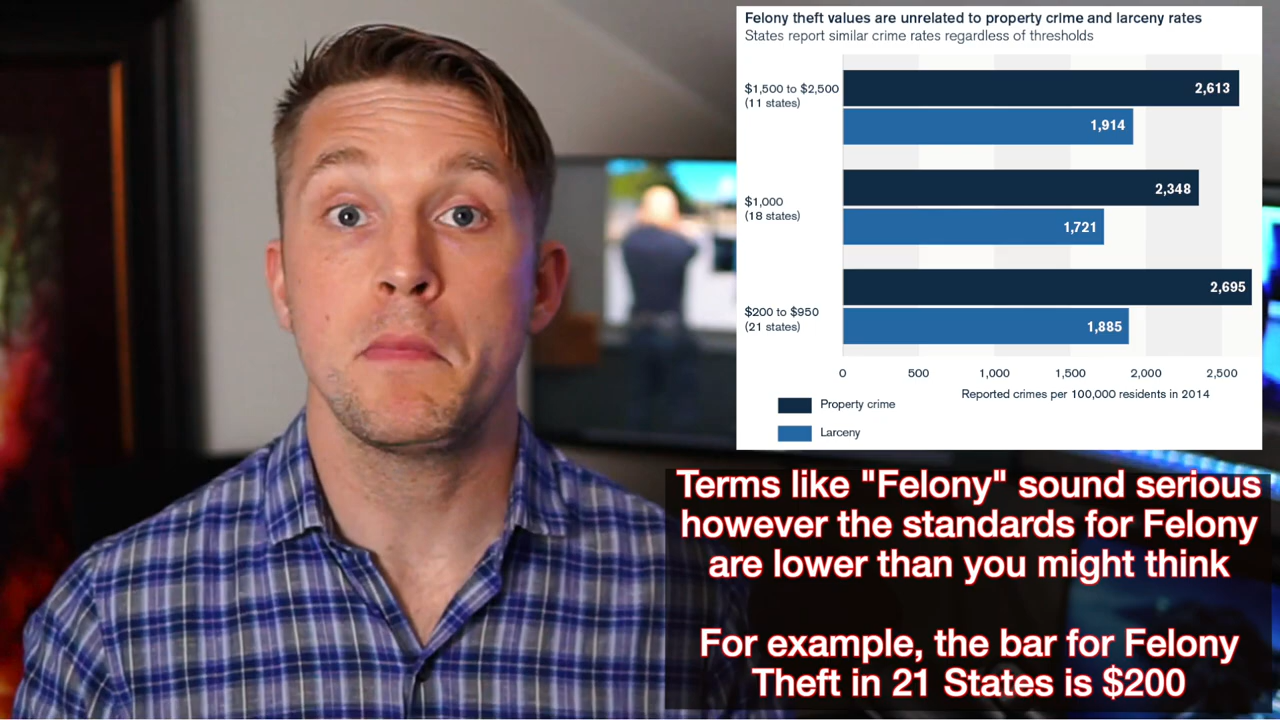 Felony theft values are unrelated to property crime and larceny rates
States report similar crime rates regardless of thresholds
$1,500 to $2,500
(11 states)
2,613
1,914
$1,000
(18 states)
2,348
1,721
$200 to $950
(21 states)
2,695
1,885
0 500 1,000 1,500 2,000 2,500
Reported crimes per 100,000 residents in 2014
Property crime
Larceny
Terms like "Felony" sound serious
however the standards for Felony
are lower than you might think
For example, the bar for Felony
Theft in 21 States is $200